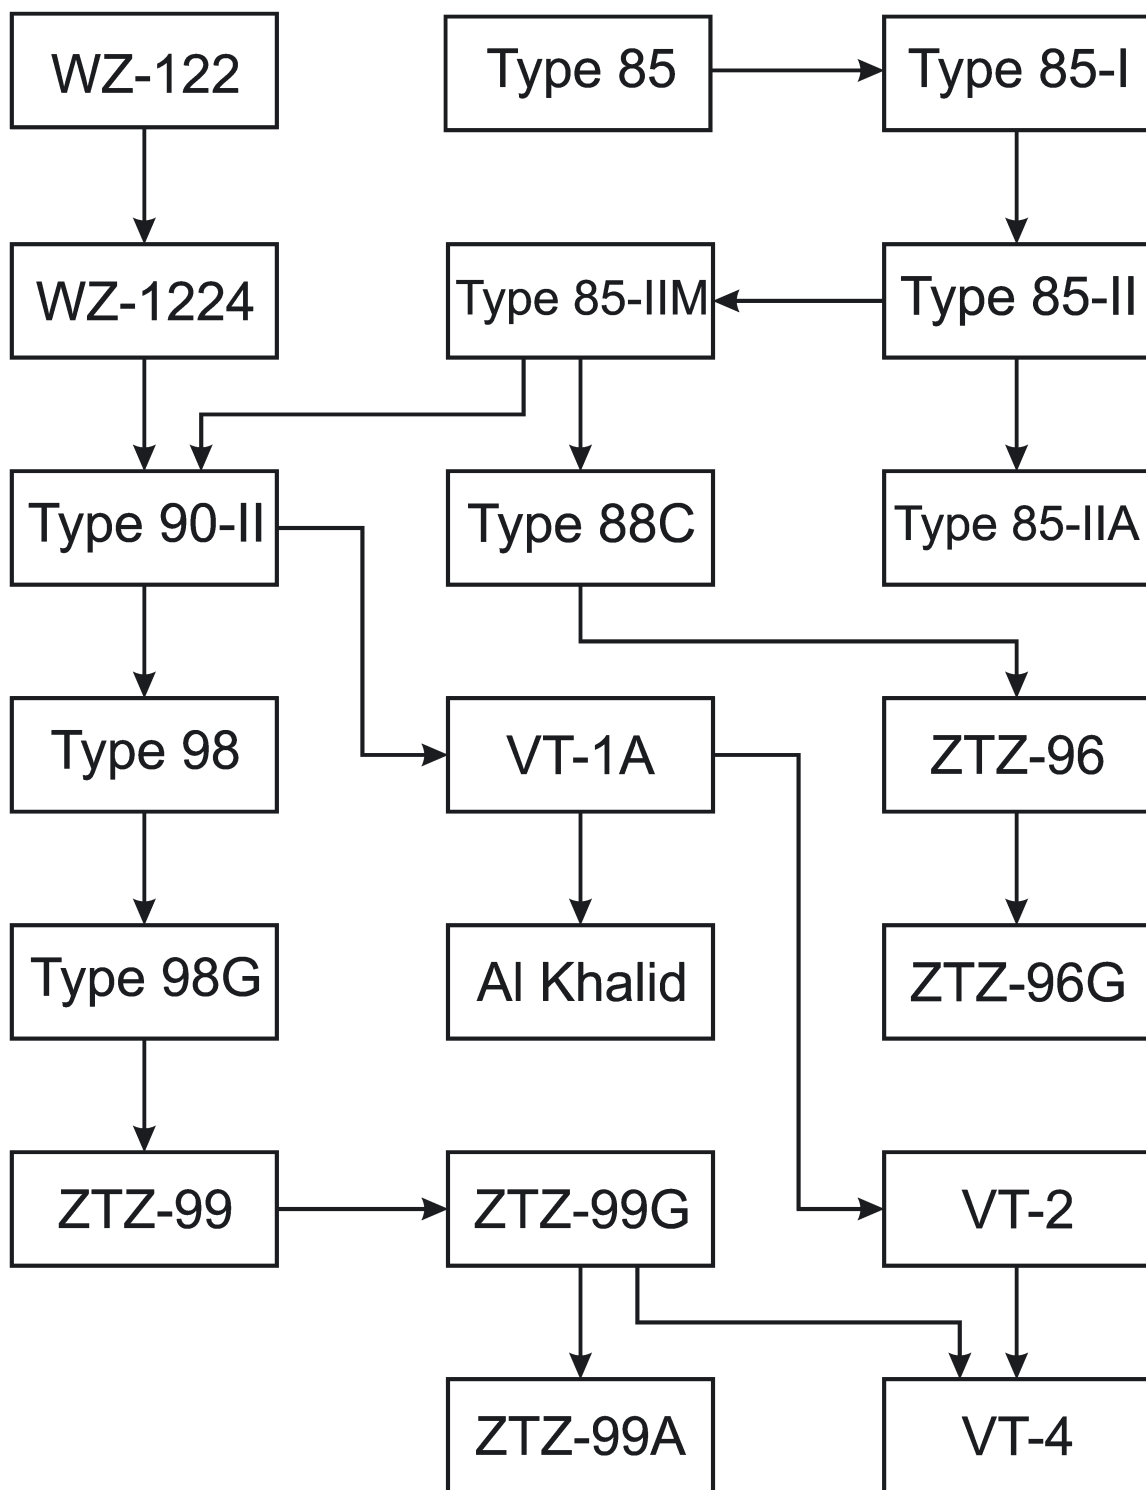 WZ-122
Type 85
Type 85-I
WZ-1224
Type 85-IIM
Type 85-II
Type 90-II
Type 88C
Type 85-IIA
Type 98
VT-1A
ZTZ-96
Type 98G
Al Khalid
ZTZ-96G
ZTZ-99
ZTZ-99G
VT-2
ZTZ-99A
VT-4